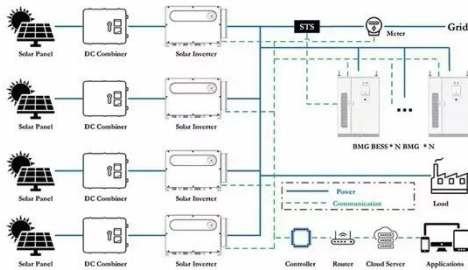 STS
Meter
Grid
Solar Panel
DC Combiner
Solar Inverter
Solar Panel
DC Combiner
Solar Inverter
BMG BESS * N BMG * N
Solar Panel
DC Combiner
Solar Inverter
Power
Communication
Load
Solar Panel
DC Combiner
Solar Inverter
Controller
Router
Cloud Server
Applications